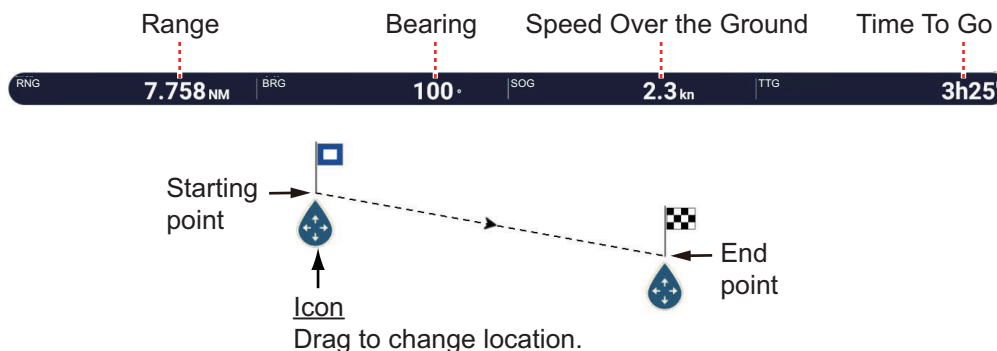 Range Bearing Speed Over the Ground Time To Go
RNG 7.758 NM BRG 100° SOG 2.3 kn TTG 3h25'
Starting
point
End
point
Icon
Drag to change location.